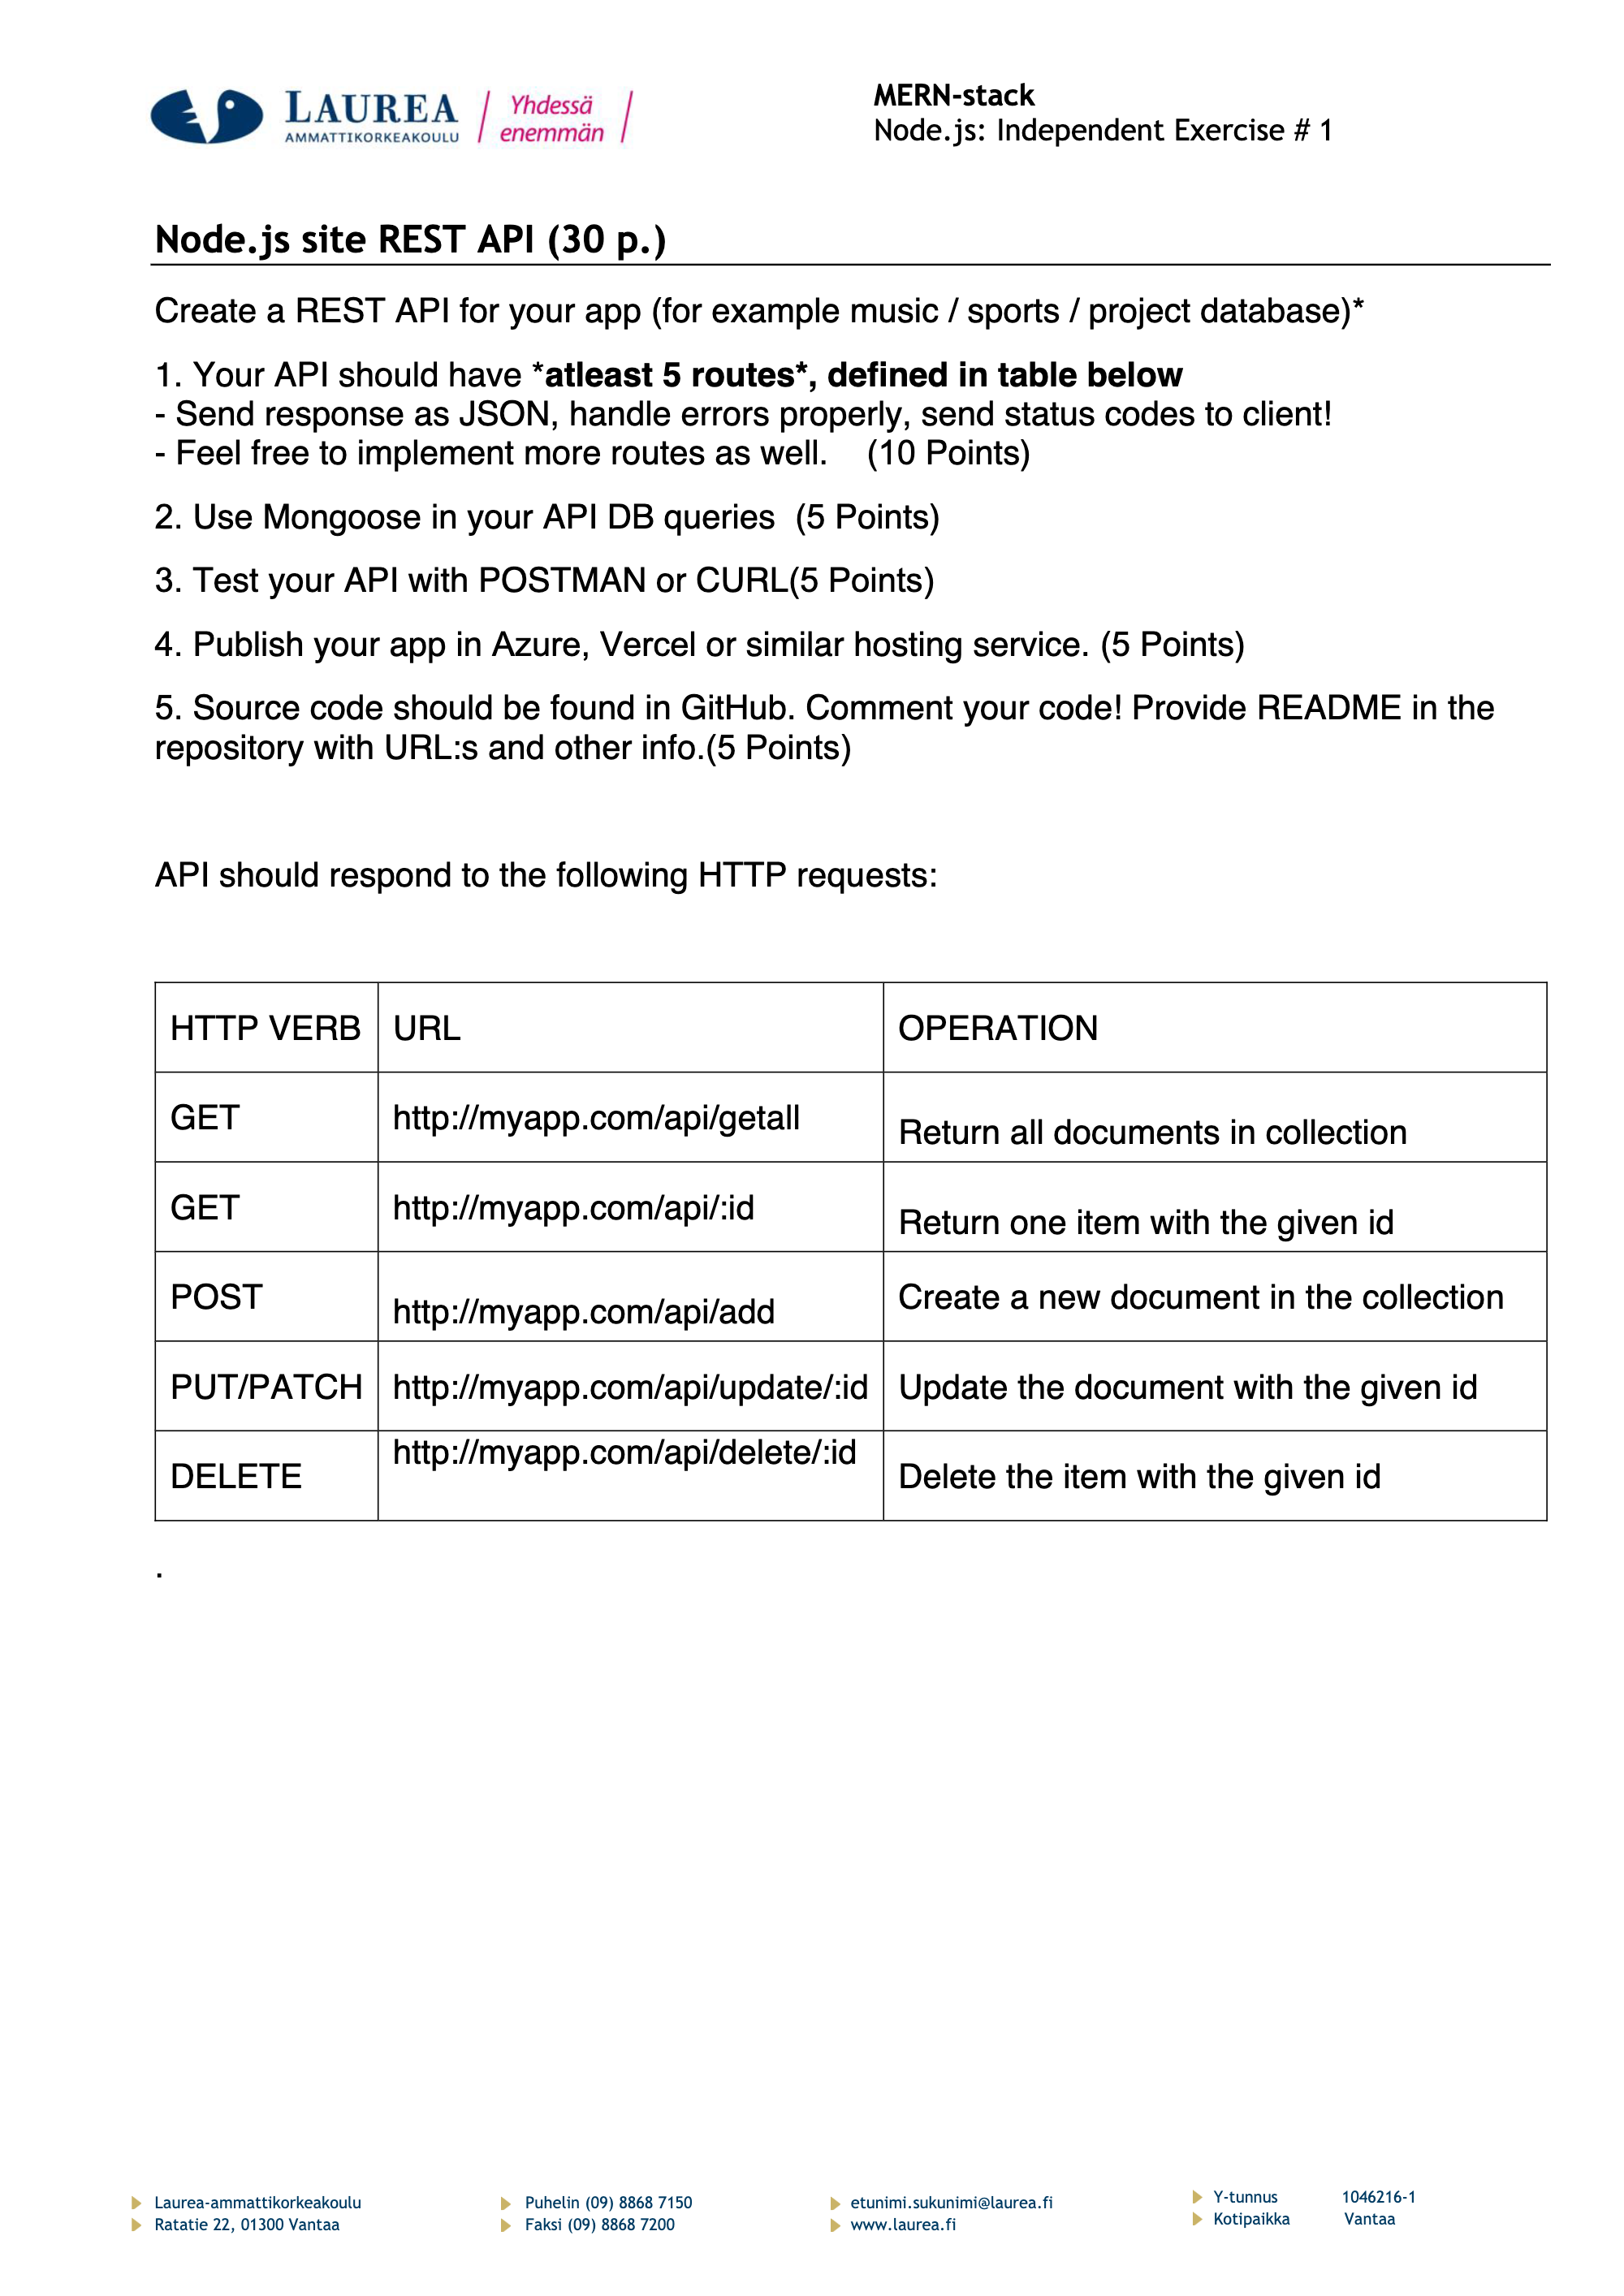 LAUREA
AMMATTIKORKEAKOULU
Yhdessä
enemmän
MERN-stack
Node.js: Independent Exercise # 1
Node.js site REST API (30 p.)
Create a REST API for your app (for example music / sports / project database)*
1. Your API should have *atleast 5 routes*, defined in table below
- Send response as JSON, handle errors properly, send status codes to client!
- Feel free to implement more routes as well. (10 Points)
2. Use Mongoose in your API DB queries (5 Points)
3. Test your API with POSTMAN or CURL(5 Points)
4. Publish your app in Azure, Vercel or similar hosting service. (5 Points)
5. Source code should be found in GitHub. Comment your code! Provide README in the
repository with URL:s and other info.(5 Points)
API should respond to the following HTTP requests:
HTTP VERB URL OPERATION
GET http://myapp.com/api/getall Return all documents in collection
GET http://myapp.com/api/:id Return one item with the given id
POST http://myapp.com/api/add Create a new document in the collection
PUT/PATCH http://myapp.com/api/update/:id Update the document with the given id
DELETE http://myapp.com/api/delete/:id Delete the item with the given id
.
Laurea-ammattikorkeakoulu Puhelin (09) 8868 7150 etunimi.sukunimi@laurea.fi Y-tunnus 1046216-1
Ratatie 22, 01300 Vantaa Faksi (09) 8868 7200 www.laurea.fi Kotipaikka Vantaa